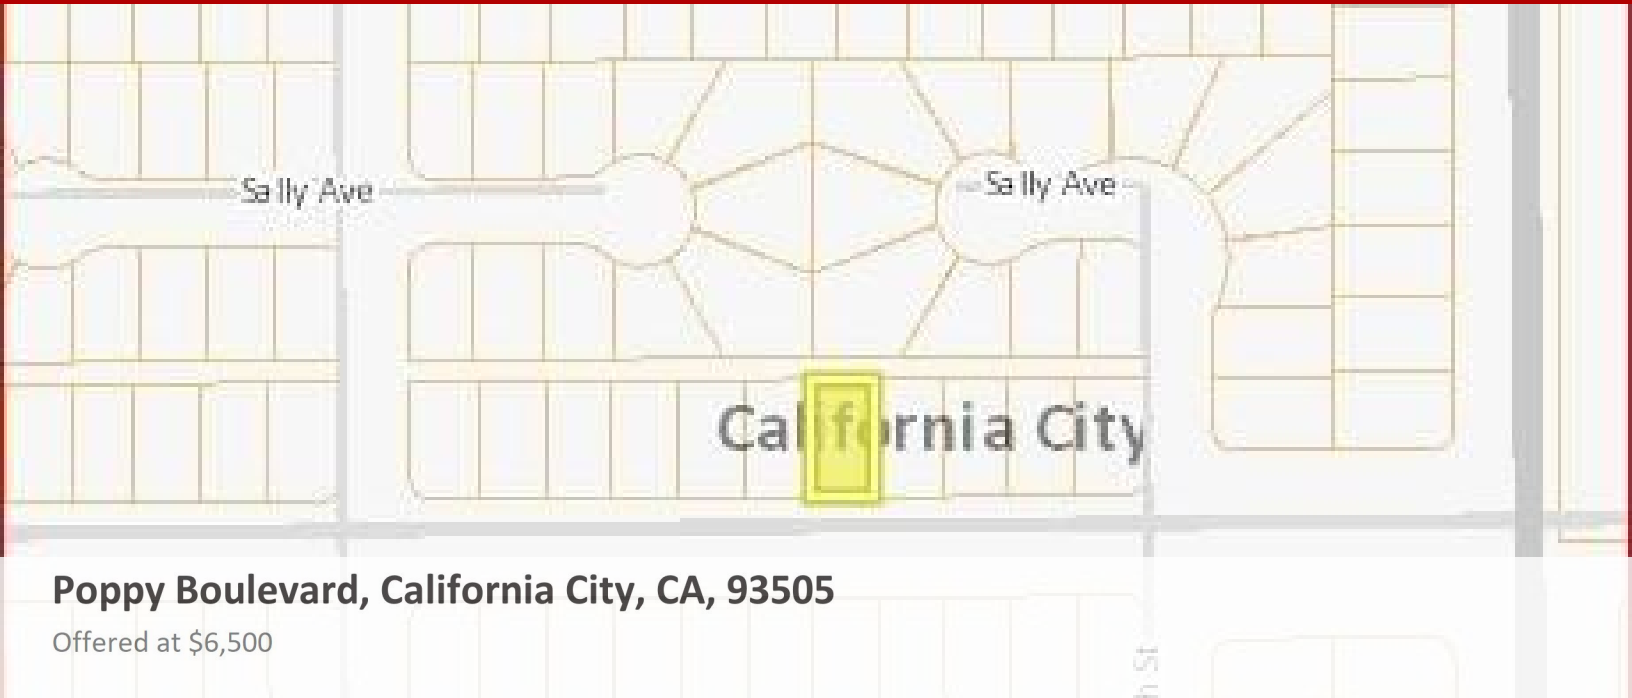 Sally Ave
Sally Ave
California City
Poppy Boulevard, California City, CA, 93505
Offered at $6,500